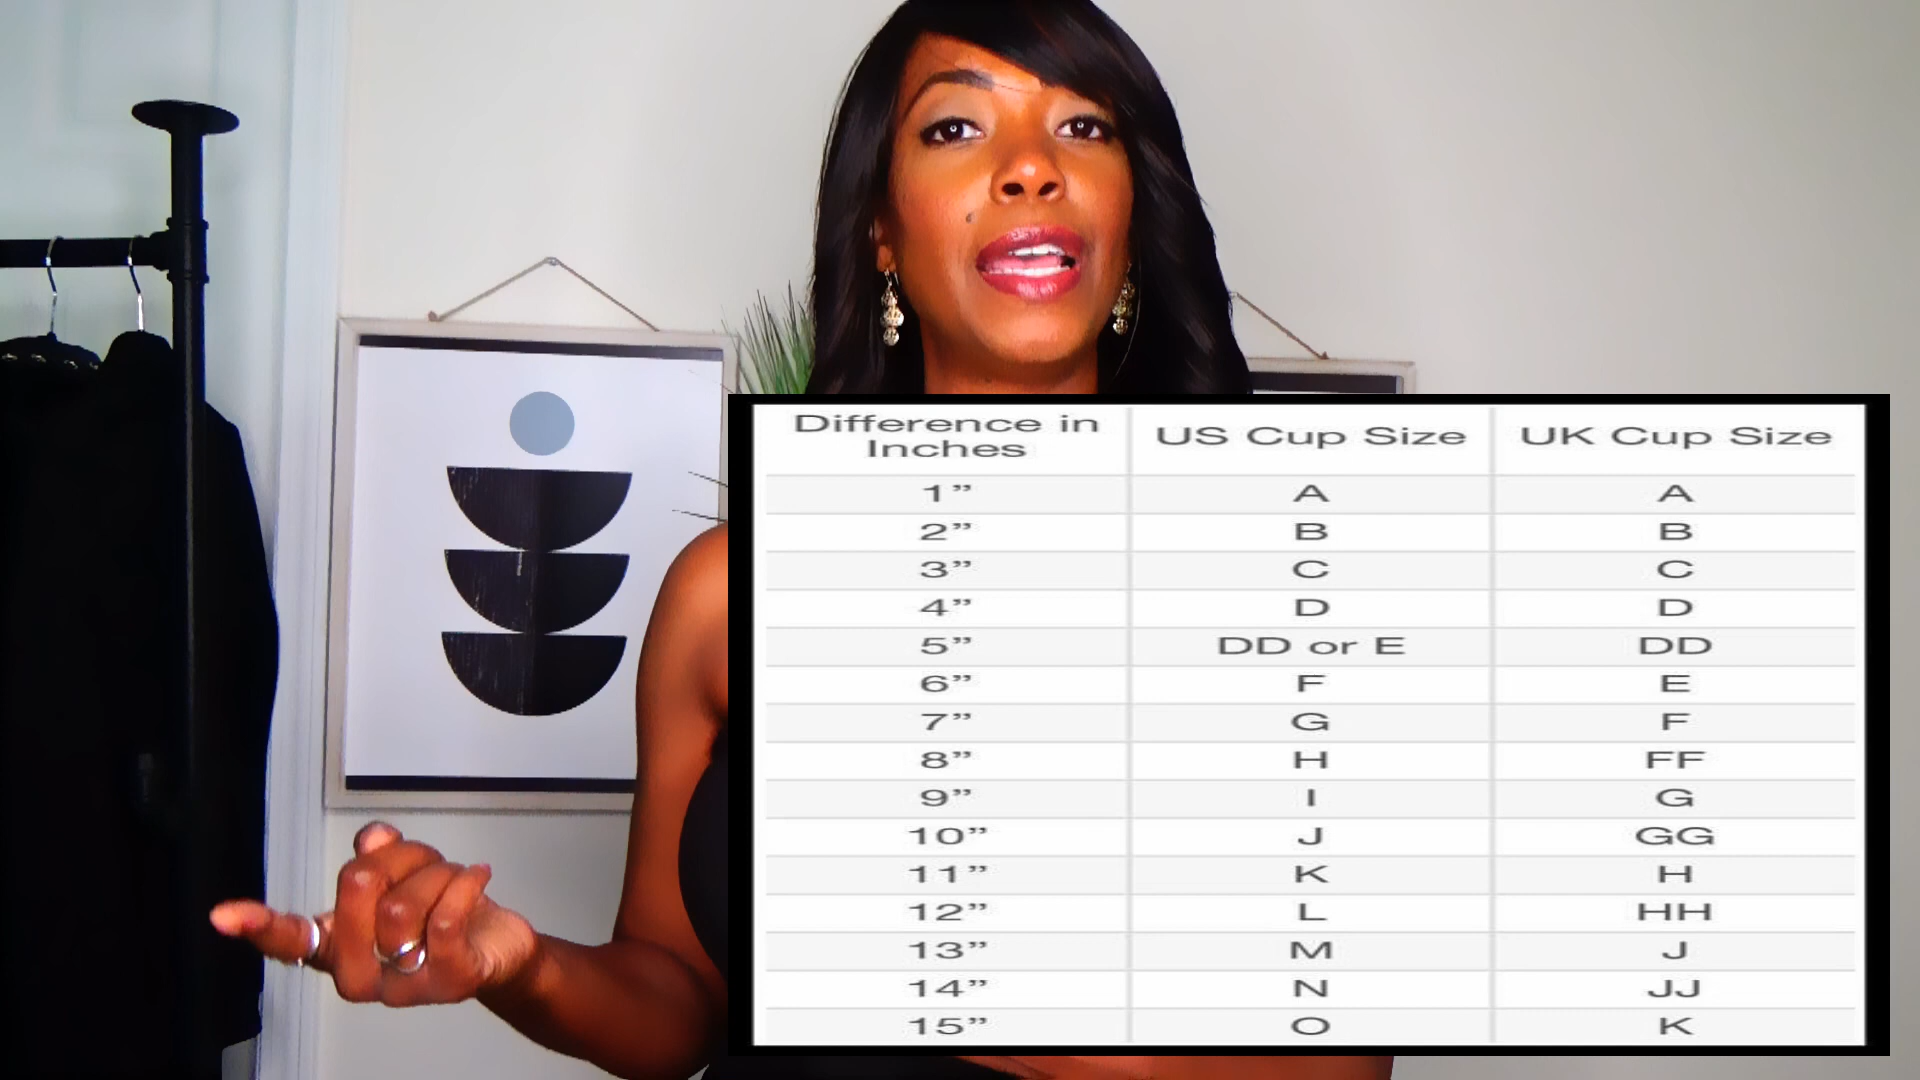 Difference in Inches US Cup Size UK Cup Size
1” A A
2” B B
3” C C
4” D D
5” DD or E DD
6” F E
7” G F
8” H FF
9” I G
10” J GG
11” K H
12” L HH
13” M J
14” N JJ
15” O K